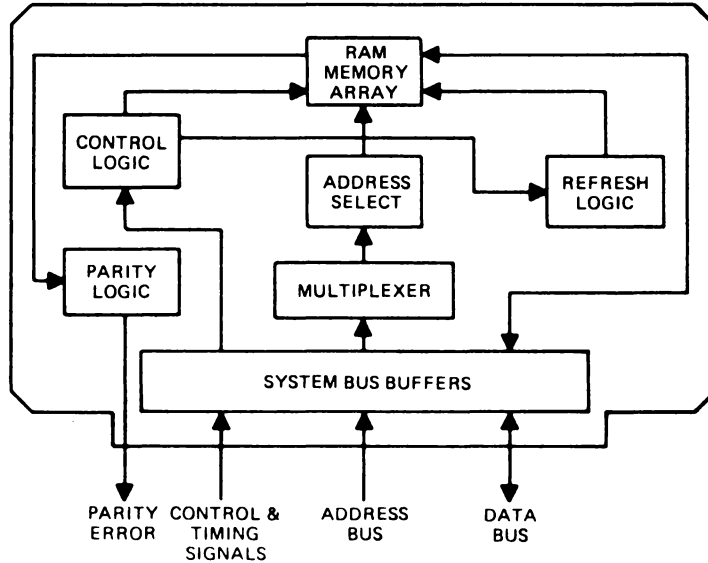 RAM
MEMORY
ARRAY
CONTROL
LOGIC
ADDRESS
SELECT
REFRESH
LOGIC
PARITY
LOGIC
MULTIPLEXER
SYSTEM BUS BUFFERS
PARITY
ERROR
CONTROL &
TIMING
SIGNALS
ADDRESS
BUS
DATA
BUS